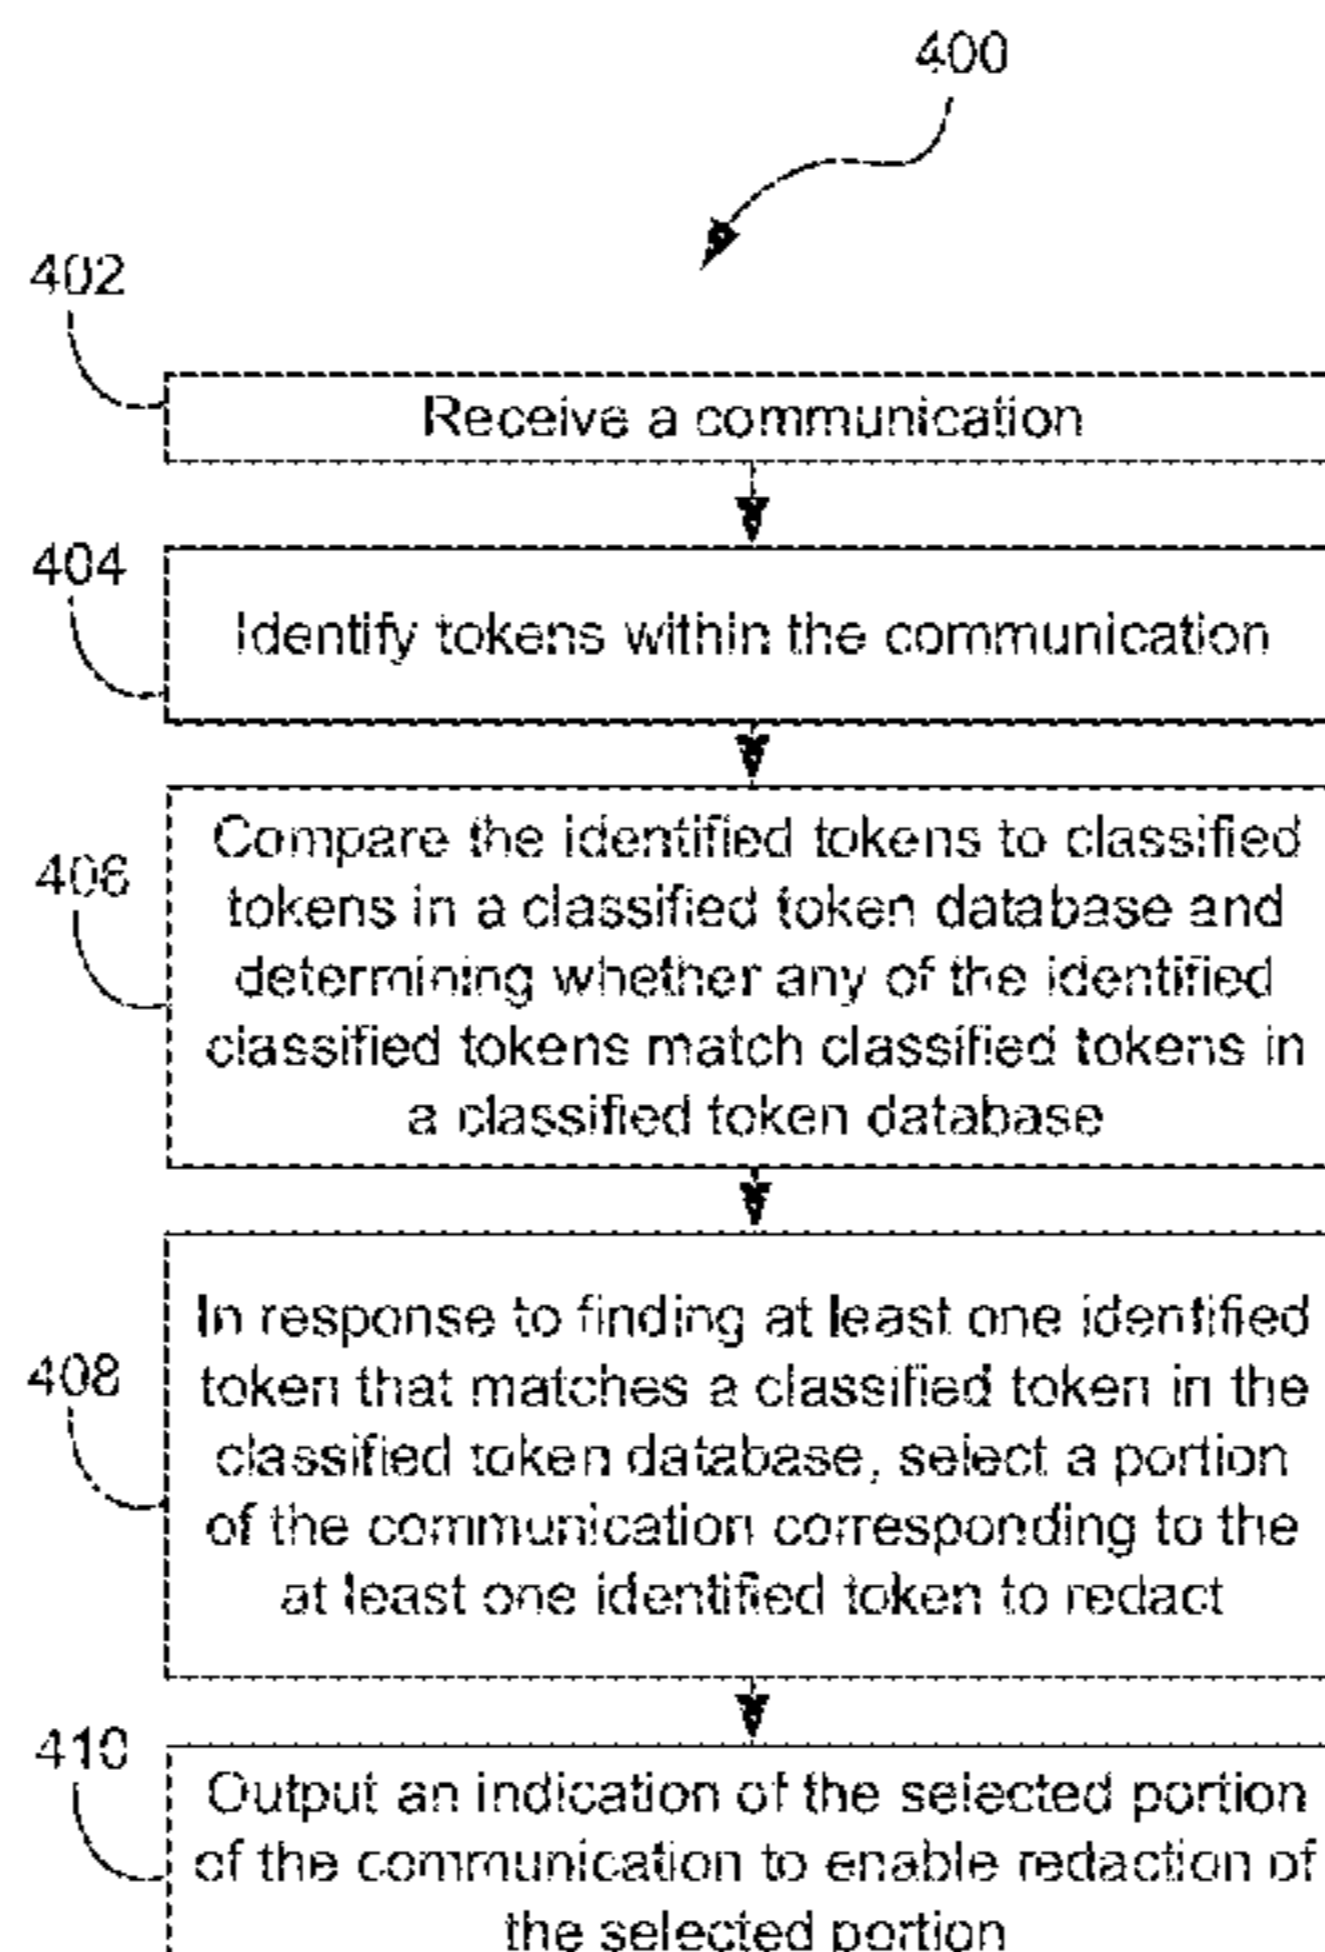 400
402
Receive a communication
404
Identify tokens within the communication
406
Compare the identified tokens to classified
tokens in a classified token database and
determining whether any of the identified
classified tokens match classified tokens in
a classified token database
408
In response to finding at least one identified
token that matches a classified token in the
classified token database, select a portion
of the communication corresponding to the
at least one identified token to redact
410
Output an indication of the selected portion
of the communication to enable redaction of
the selected portion